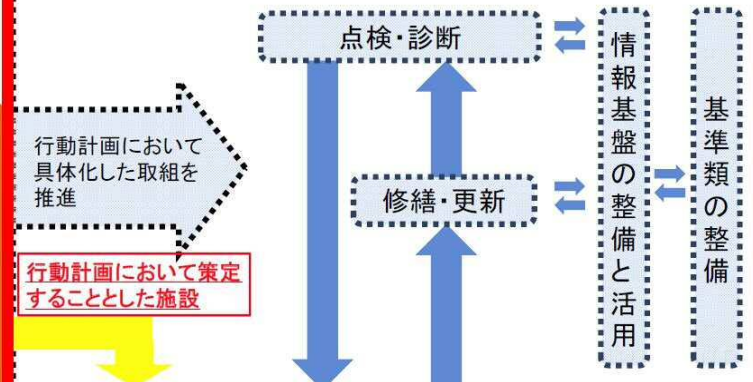 点検・診断
行動計画において
具体化した取組を
推進
修繕・更新
情報基盤の整備と活用
基準類の整備
行動計画において策定
することとした施設